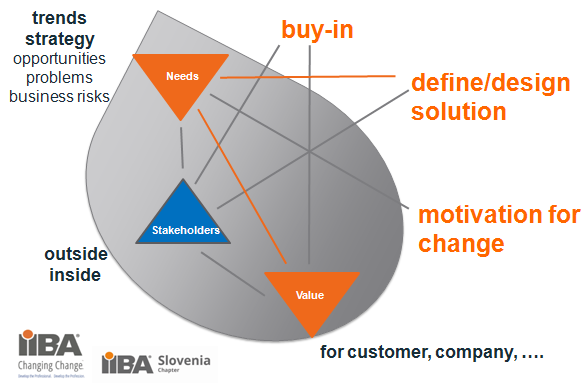 trends
strategy
opportunities
problems
business risks
buy-in
Needs
define/design
solution
Stakeholders
motivation for
change
outside
inside
Value
for customer, company, ….
iiBA
Changing Change.
iiBA
Slovenia
Chapter